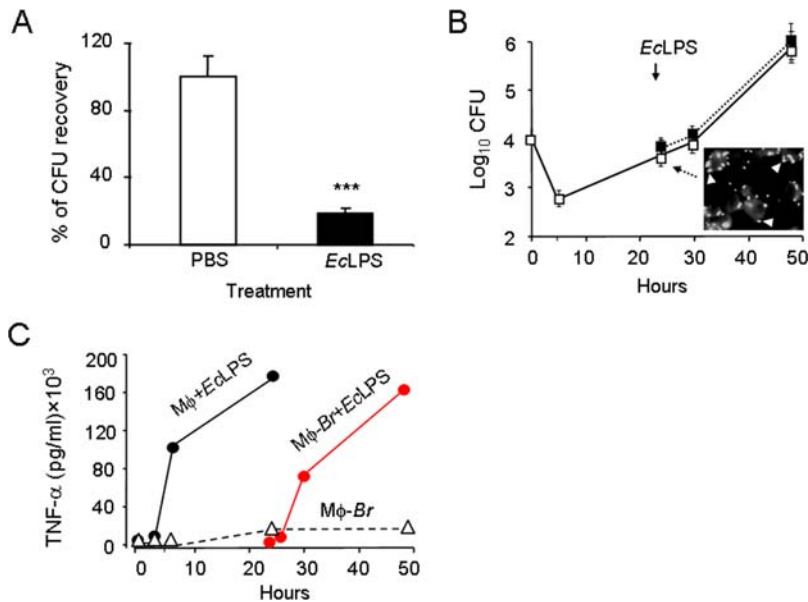 A
% of CFU recovery
120
80
40
0
***
PBS
EcLPS
Treatment
B
Log₁₀ CFU
6
5
4
3
2
EcLPS
0
10
20
30
40
50
Hours
C
TNF-α (pg/ml)×10³
200
160
120
80
40
0
Mϕ+EcLPS
Mϕ-Br+EcLPS
Mϕ-Br
0
10
20
30
40
50
Hours